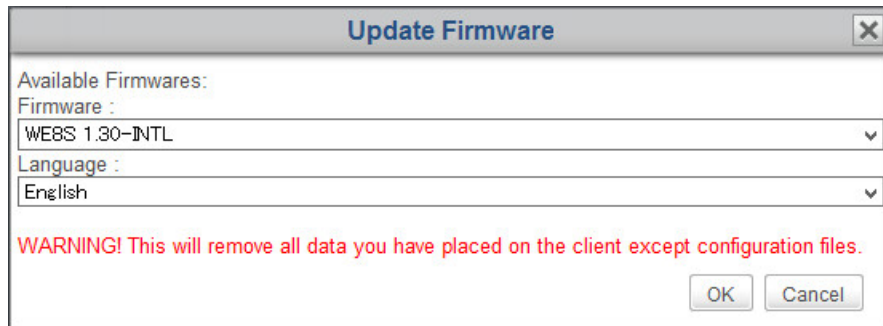 Update Firmware
Available Firmwares:
Firmware :
WE8S 1.30-INTL
Language :
English
WARNING! This will remove all data you have placed on the client except configuration files.
OK Cancel